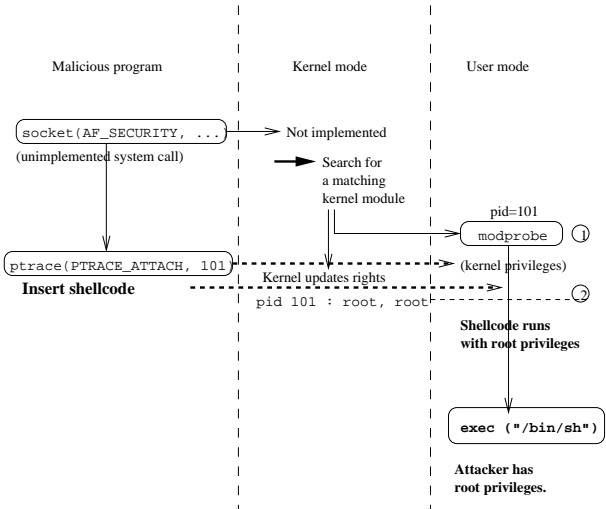 Malicious program
Kernel mode
User mode
socket(AF_SECURITY, ...
Not implemented
(unimplemented system call)
Search for
a matching
kernel module
pid=101
modprobe
1
ptrace(PTRACE_ATTACH, 101)
(kernel privileges)
Insert shellcode
Kernel updates rights
pid 101 : root, root
2
Shellcode runs
with root privileges
exec ("/bin/sh")
Attacker has
root privileges.